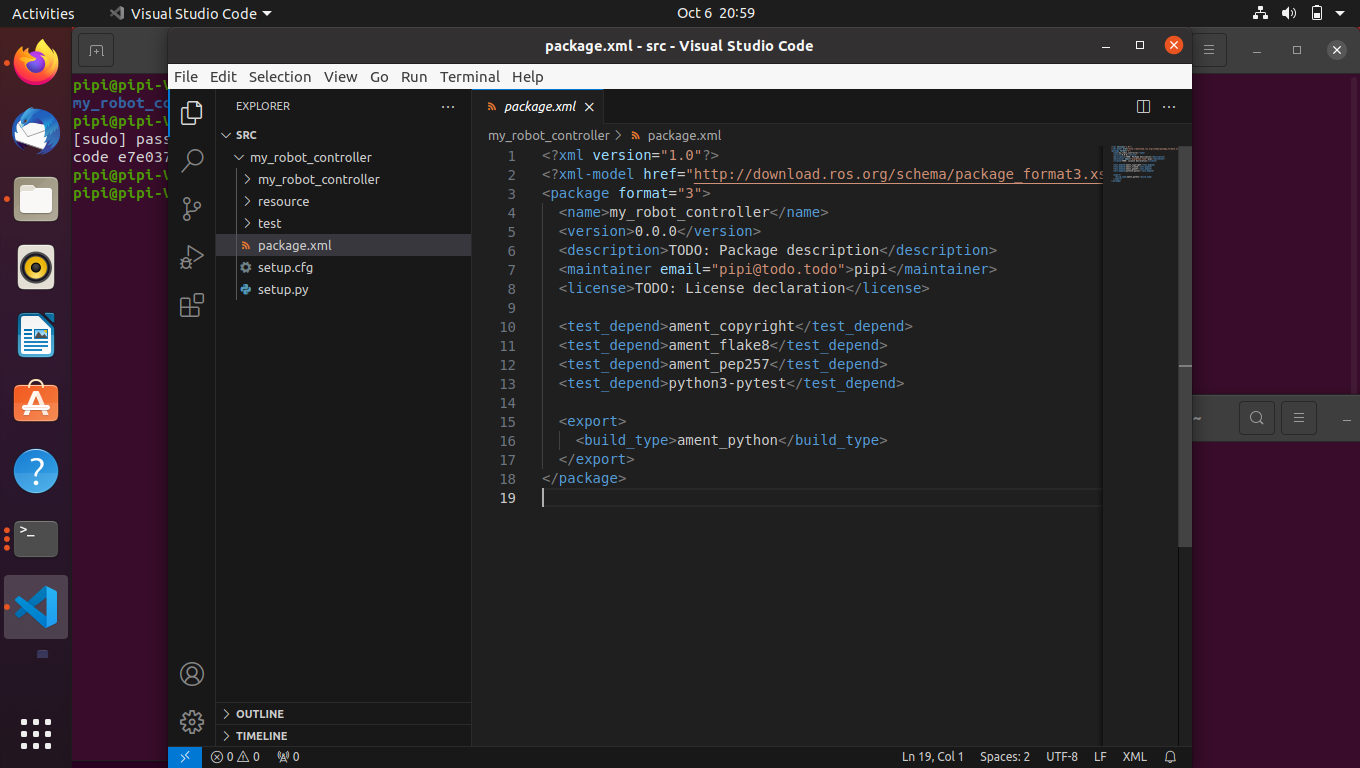 Activities Visual Studio Code Oct 6 20:59
package.xml - src - Visual Studio Code
File Edit Selection View Go Run Terminal Help
pipi@pipi-V
my_robot_co
pipi@pipi-V
[sudo] pass
code e7e037
pipi@pipi-V
pipi@pipi-V
EXPLORER
SRC
my_robot_controller
my_robot_controller
resource
test
package.xml
setup.cfg
setup.py
OUTLINE
TIMELINE
package.xml
my_robot_controller > package.xml
1 <?xml version="1.0"?>
2 <?xml-model href="http://download.ros.org/schema/package_format3.xs
3 <package format="3">
4 <name>my_robot_controller</name>
5 <version>0.0.0</version>
6 <description>TODO: Package description</description>
7 <maintainer email="pipi@todo.todo">pipi</maintainer>
8 <license>TODO: License declaration</license>
9
10 <test_depend>ament_copyright</test_depend>
11 <test_depend>ament_flake8</test_depend>
12 <test_depend>ament_pep257</test_depend>
13 <test_depend>python3-pytest</test_depend>
14
15 <export>
16 <build_type>ament_python</build_type>
17 </export>
18 </package>
19
~
0 0 0 Ln 19, Col 1 Spaces: 2 UTF-8 LF XML